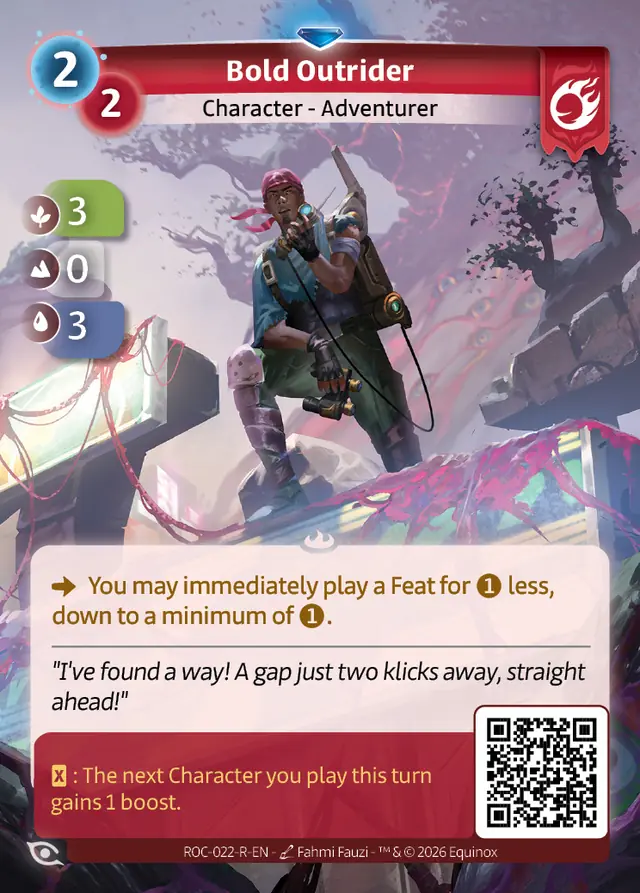 2
2
Bold Outrider
Character - Adventurer
3
0
3
You may immediately play a Feat for 1 less,
down to a minimum of 1.
"I've found a way! A gap just two klicks away, straight
ahead!"
X : The next Character you play this turn
gains 1 boost.
ROC-022-R-EN - Fahmi Fauzi - ™ & © 2026 Equinox